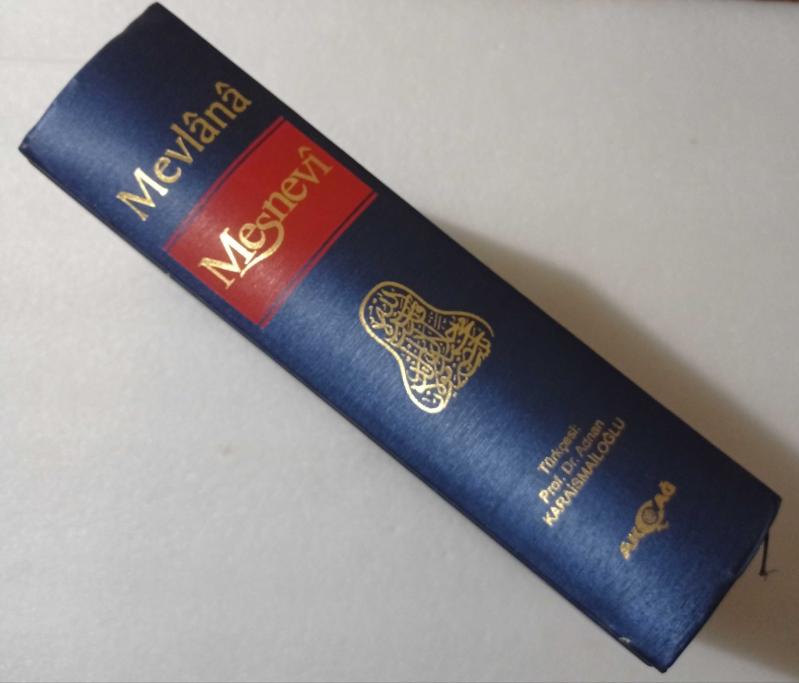 Mevlânâ
Mesnevî
Türkçesi:
Prof. Dr. Adnan
KARAİSMAİLOĞLU
AKÇAĞ